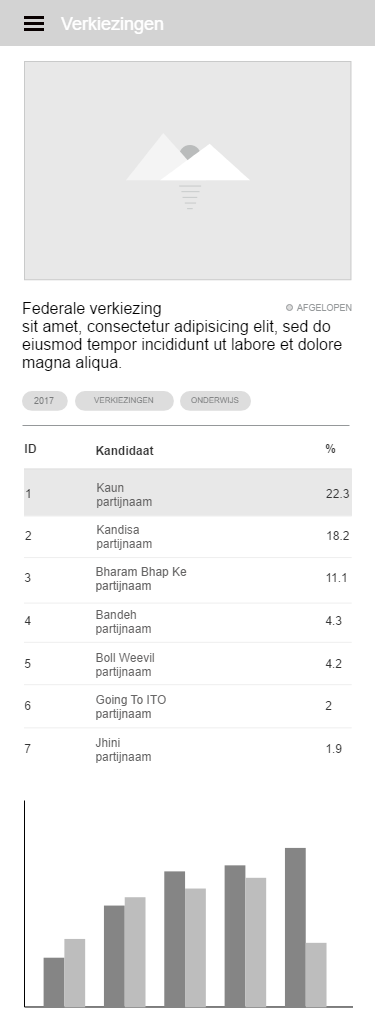 Verkiezingen
Federale verkiezing
AFGELOPEN
sit amet, consectetur adipisicing elit, sed do
eiusmod tempor incididunt ut labore et dolore
magna aliqua.
2017 VERKIEZINGEN ONDERWIJS
ID Kandidaat %
1 Kaun 22.3
partijnaam
2 Kandisa 18.2
partijnaam
3 Bharam Bhap Ke 11.1
partijnaam
4 Bandeh 4.3
partijnaam
5 Boll Weevil 4.2
partijnaam
6 Going To ITO 2
partijnaam
7 Jhini 1.9
partijnaam